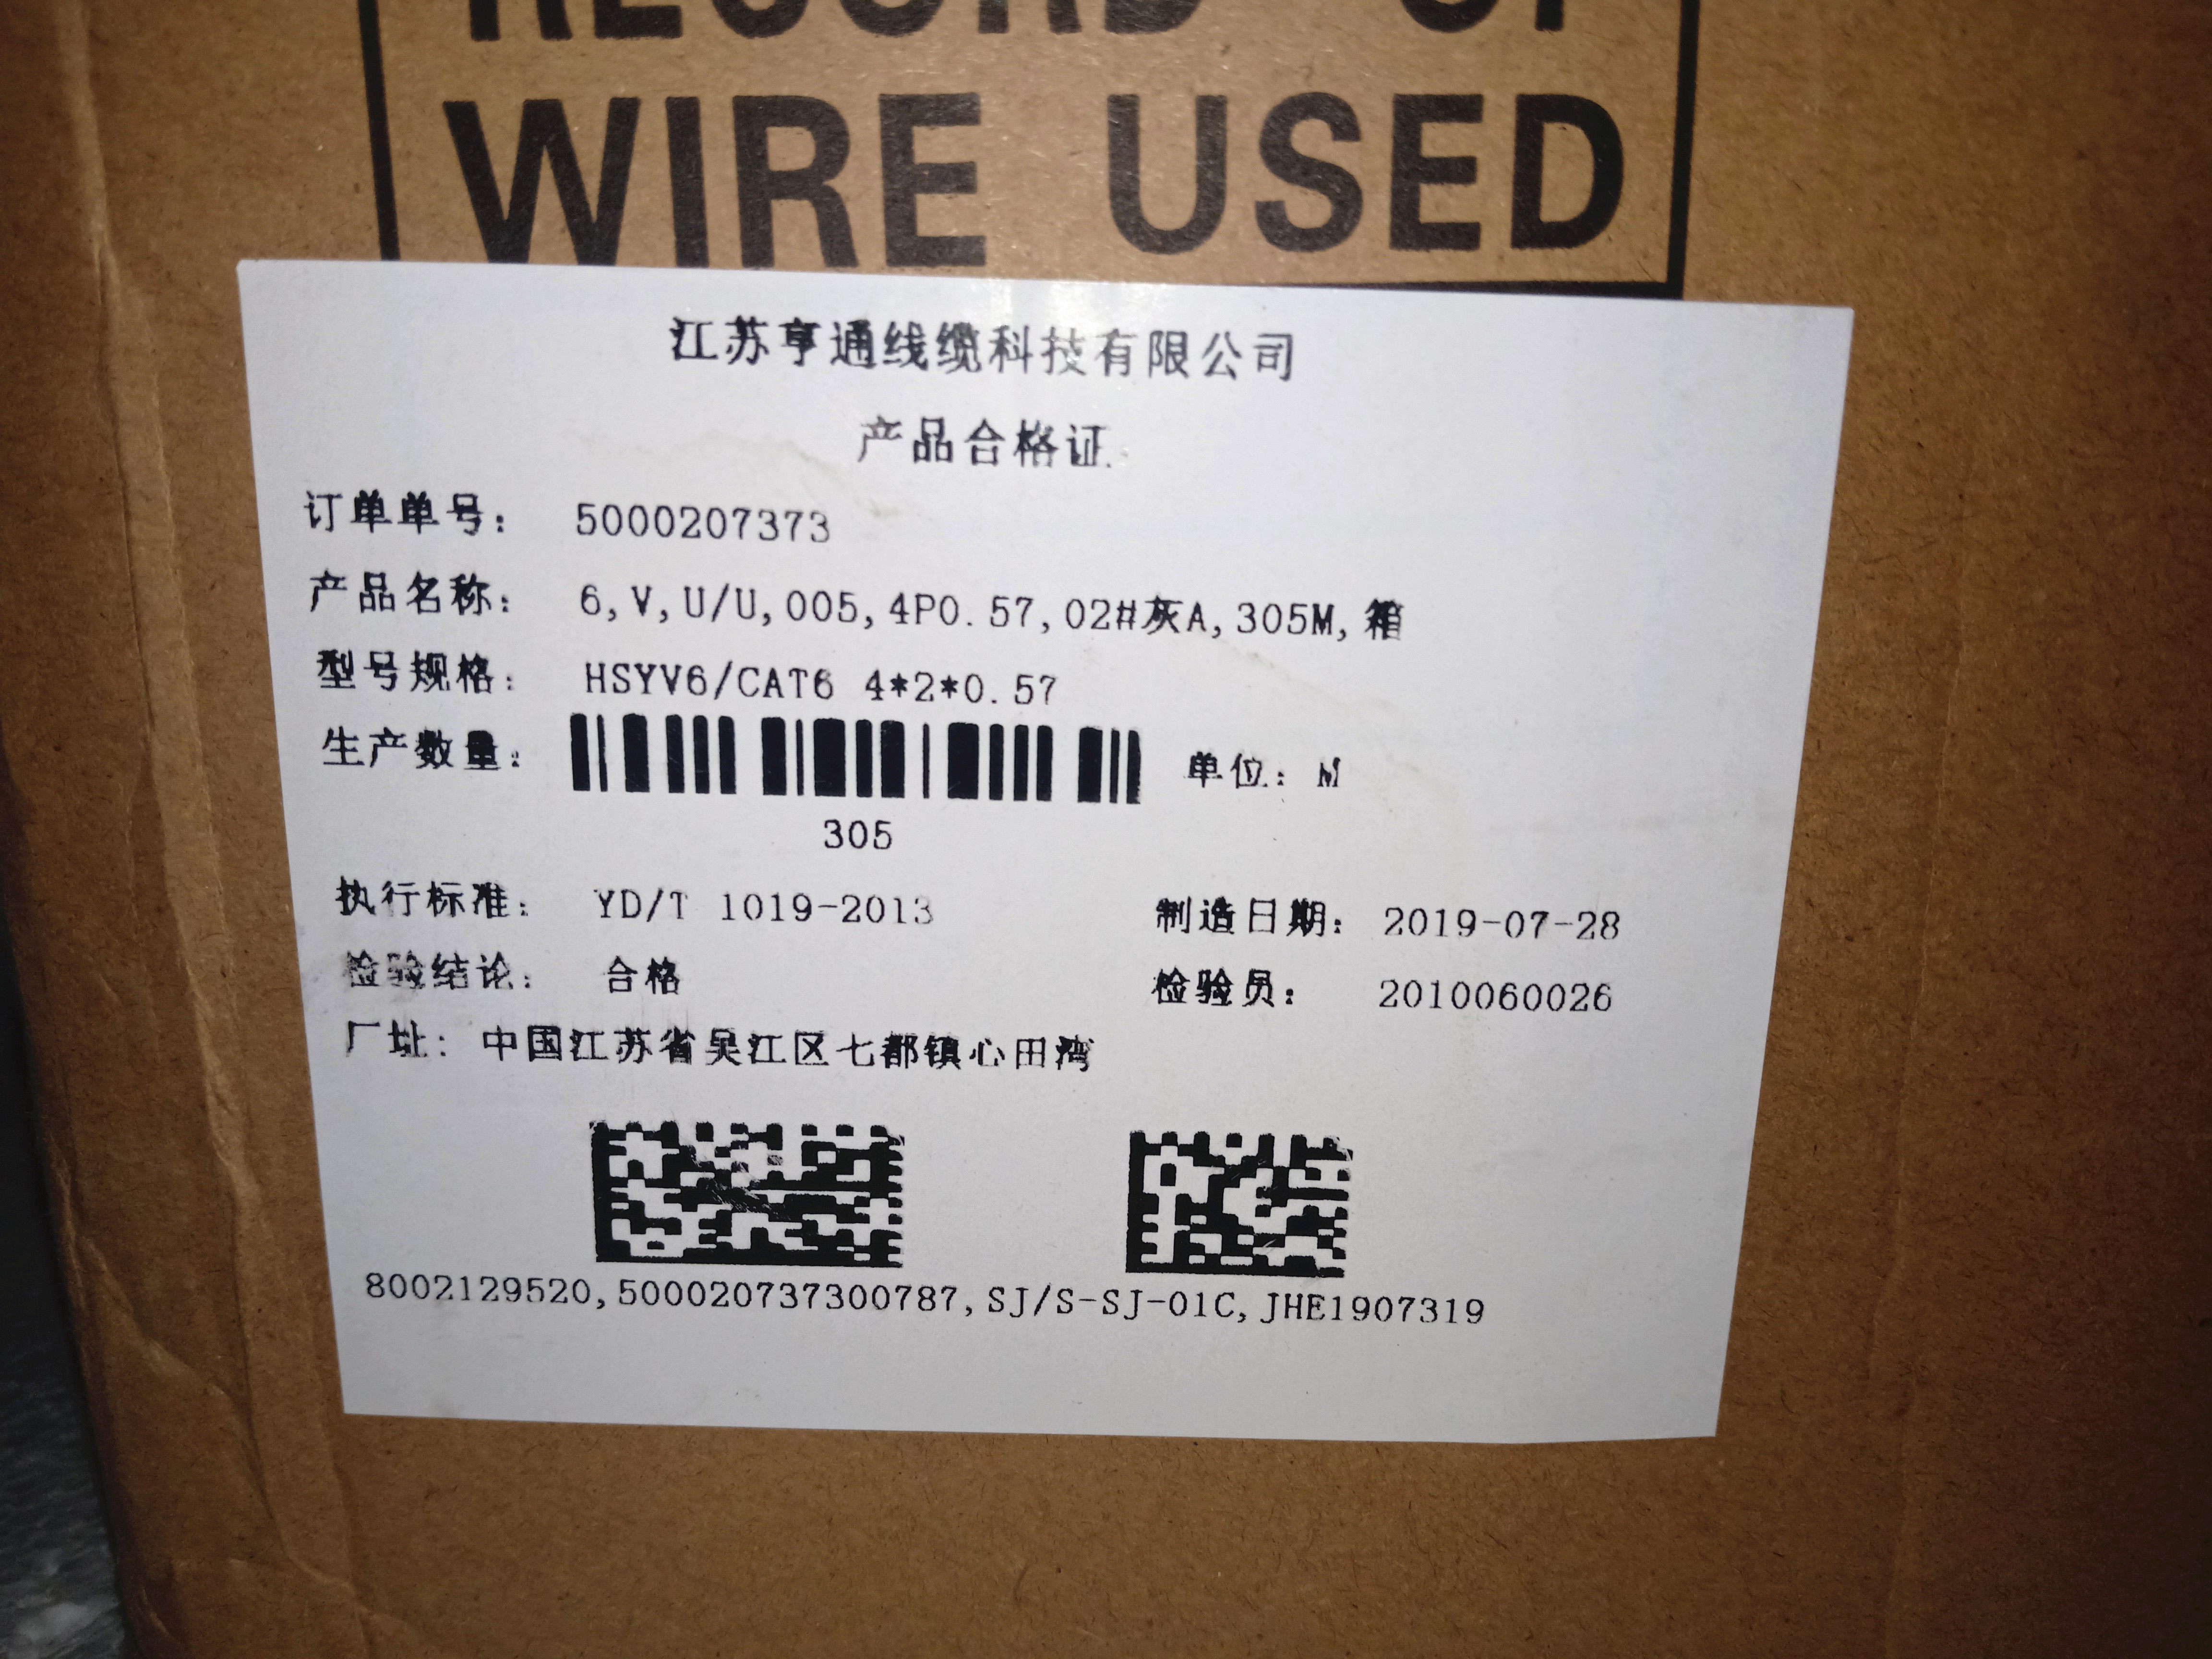 RECORD OF
WIRE USED
江苏亨通线缆科技有限公司
产品合格证
订单单号： 5000207373
产品名称： 6,V,U/U,005,4P0.57,02#灰A,305M,箱
型号规格： HSYV6/CAT6 4*2*0.57
生产数量： 单位： M
305
执行标准： YD/T 1019-2013 制造日期： 2019-07-28
检验结论： 合格 检验员： 2010060026
厂址： 中国江苏省吴江区七都镇心田湾
8002129520,500020737300787,SJ/S-SJ-01C,JHE1907319